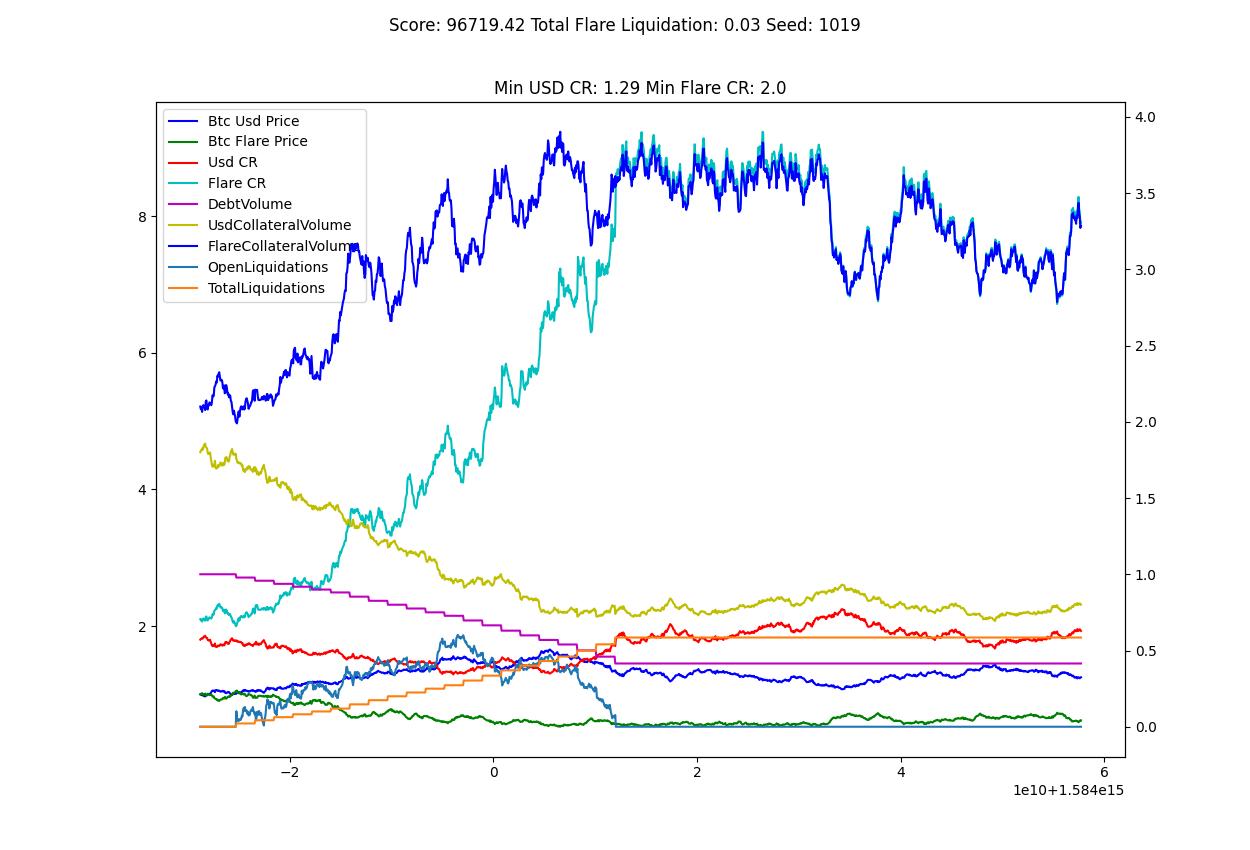 Score: 96719.42 Total Flare Liquidation: 0.03 Seed: 1019
Min USD CR: 1.29 Min Flare CR: 2.0
Btc Usd Price
Btc Flare Price
Usd CR
Flare CR
DebtVolume
UsdCollateralVolume
FlareCollateralVolume
OpenLiquidations
TotalLiquidations
8
6
4
2
4.0
3.5
3.0
2.5
2.0
1.5
1.0
0.5
0.0
−2 0 2 4 6
1e10+1.584e15